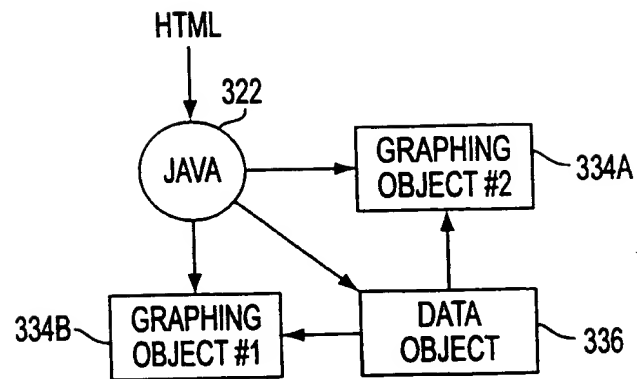 HTML
322
JAVA
GRAPHING
OBJECT #2
334A
334B
GRAPHING
OBJECT #1
DATA
OBJECT
336